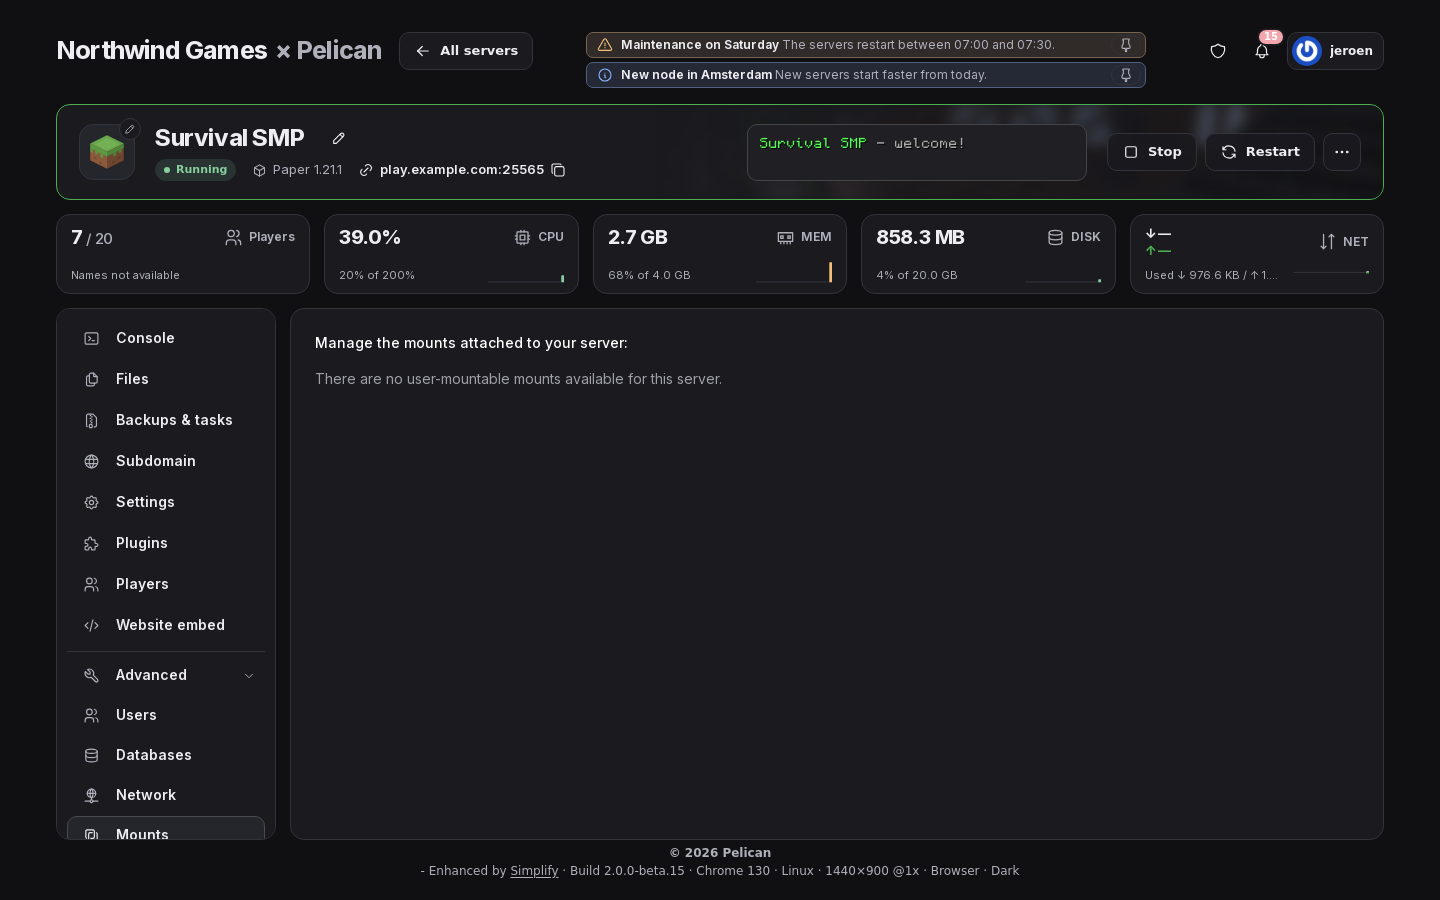 Northwind Games × Pelican
All servers
Maintenance on Saturday The servers restart between 07:00 and 07:30.
New node in Amsterdam New servers start faster from today.
15
jeroen
Survival SMP
Running
Paper 1.21.1
play.example.com:25565
Survival SMP - welcome!
Stop
Restart
7 / 20
Players
Names not available
39.0%
CPU
20% of 200%
2.7 GB
MEM
68% of 4.0 GB
858.3 MB
DISK
4% of 20.0 GB
↓—
↑—
NET
Used ↓ 976.6 KB / ↑ 1....
Console
Files
Backups & tasks
Subdomain
Settings
Plugins
Players
Website embed
Advanced
Users
Databases
Network
Mounts
Manage the mounts attached to your server:
There are no user-mountable mounts available for this server.
© 2026 Pelican
- Enhanced by Simplify · Build 2.0.0-beta.15 · Chrome 130 · Linux · 1440×900 @1x · Browser · Dark